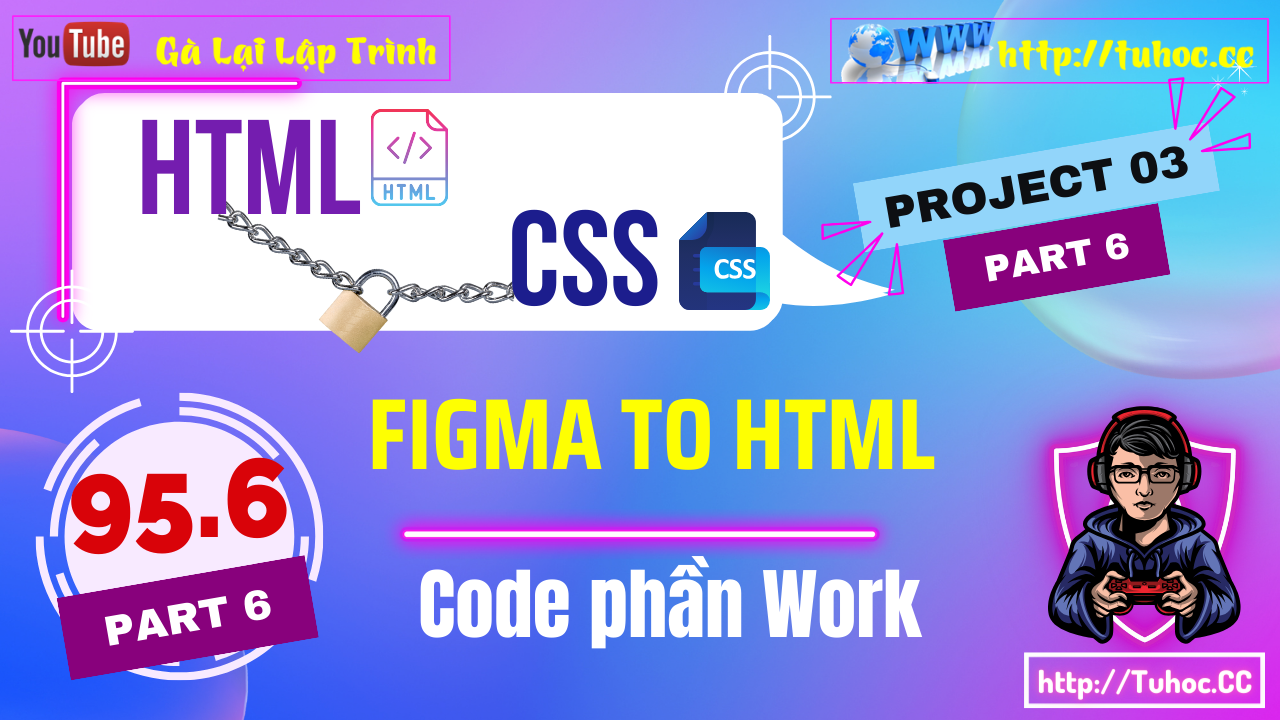 YouTube
Gà Lại Lập Trình
WWW
http://tuhoc.cc
HTML
HTML
CSS
CSS
PROJECT 03
PART 6
FIGMA TO HTML
95.6
PART 6
Code phần Work
http://Tuhoc.CC